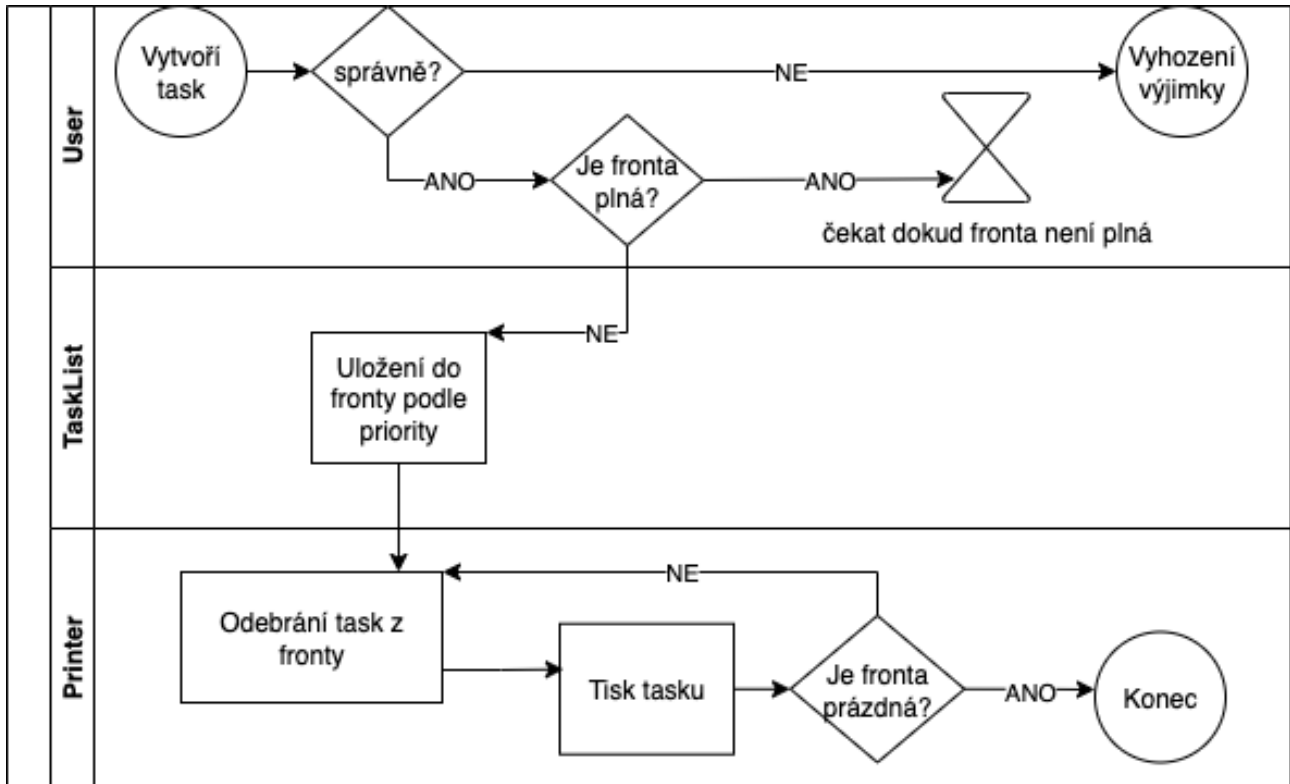 User
Vytvoří
task
správně?
NE
Vyhození
výjimky
ANO
Je fronta
plná?
ANO
čekat dokud fronta není plná
TaskList
NE
Uložení do
fronty podle
priority
Printer
NE
Odebrání task z
fronty
Tisk tasku
Je fronta
prázdná?
ANO
Konec